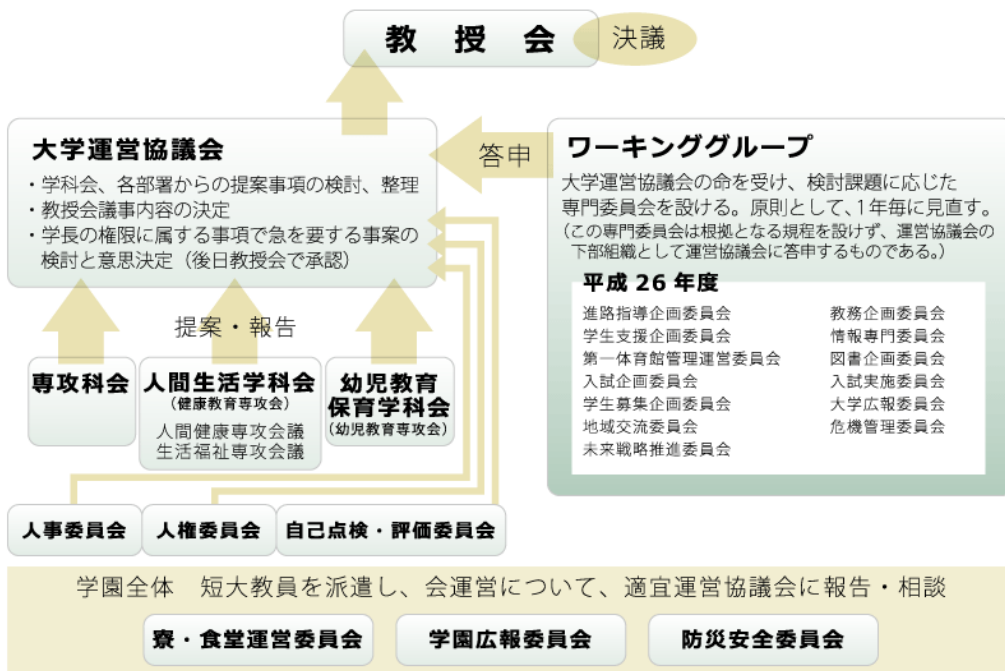 教授会
決議
大学運営協議会
・学科会、各部署からの提案事項の検討、整理
・教授会議事内容の決定
・学長の権限に属する事項で急を要する事案の
検討と意思決定（後日教授会で承認）
答申
ワーキンググループ
大学運営協議会の命を受け、検討課題に応じた
専門委員会を設ける。原則として、1年毎に見直す。
（この専門委員会は根拠となる規程を設けず、運営協議会の
下部組織として運営協議会に答申するものである。）
平成 26 年度
進路指導企画委員会
学生支援企画委員会
第一体育館管理運営委員会
入試企画委員会
学生募集企画委員会
地域交流委員会
未来戦略推進委員会
教務企画委員会
情報専門委員会
図書企画委員会
入試実施委員会
大学広報委員会
危機管理委員会
提案・報告
専攻科会
人間生活学科会
（健康教育専攻会）
人間健康専攻会議
生活福祉専攻会議
幼児教育
保育学科会
（幼児教育専攻会）
人事委員会
人権委員会
自己点検・評価委員会
学園全体　短大教員を派遣し、会運営について、適宜運営協議会に報告・相談
寮・食堂運営委員会
学園広報委員会
防災安全委員会